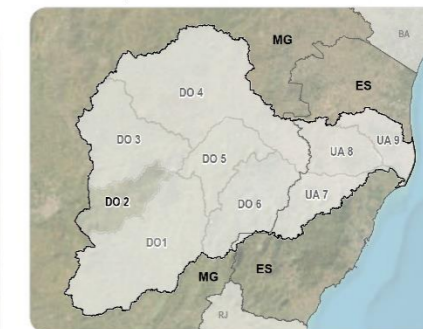 MG
BA
ES
DO 4
DO 3
DO 5
UA 8
UA 9
DO 2
DO 6
UA 7
DO1
MG
ES
RJ